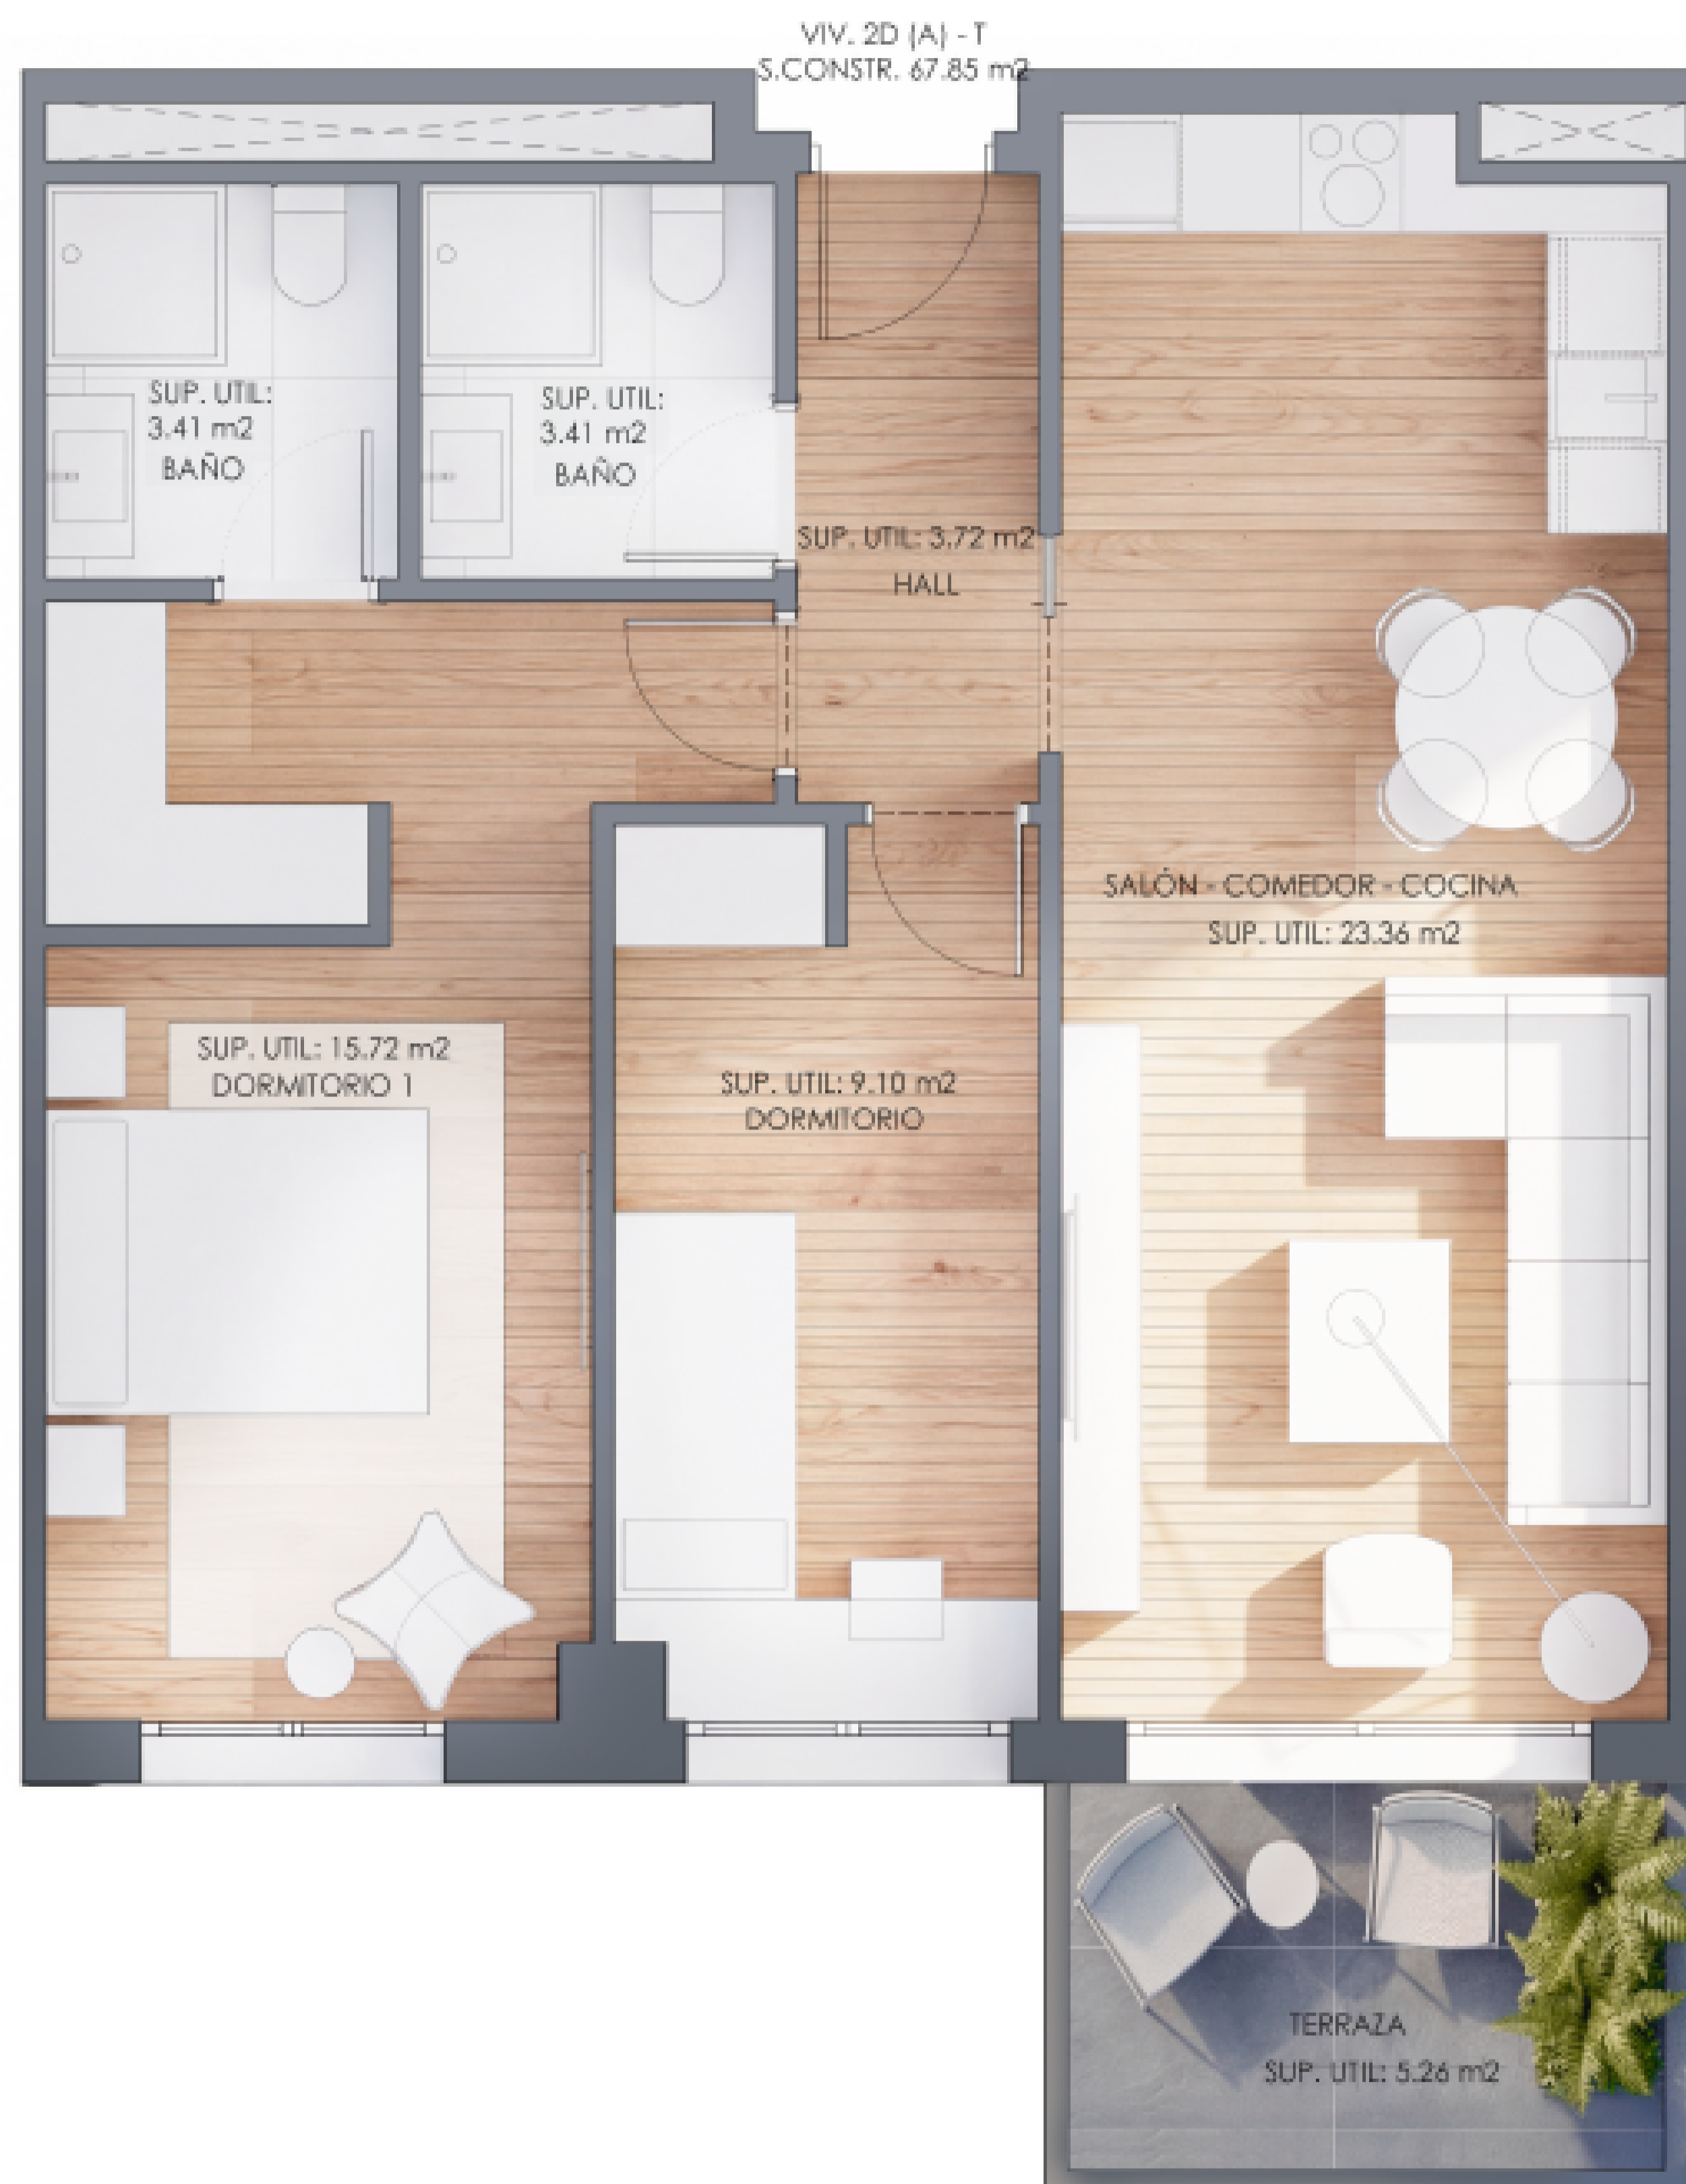 VIV. 2D (A) - T
S.CONSTR. 67.85 m2
SUP. UTIL:
3.41 m2
BAÑO
SUP. UTIL:
3.41 m2
BAÑO
SUP. UTIL: 3.72 m2
HALL
SALÓN - COMEDOR - COCINA
SUP. UTIL: 23.36 m2
SUP. UTIL: 15.72 m2
DORMITORIO 1
SUP. UTIL: 9.10 m2
DORMITORIO
TERRAZA
SUP. UTIL: 5.26 m2